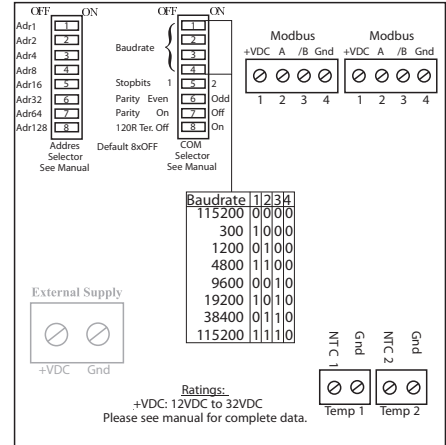 OFF ON
Adr1 1
Adr2 2
Adr4 3
Adr8 4
Adr16 5
Adr32 6
Adr64 7
Adr128 8
Addres
Selector
See Manual
OFF ON
Baudrate
1
2
3
4
Stopbits 1 5 2
Parity Even 6 Odd
Parity On 7 Off
120R Ter. Off 8 On
Default 8xOFF
COM
Selector
See Manual
Modbus
+VDC A /B Gnd
1 2 3 4
Modbus
+VDC A /B Gnd
1 2 3 4
Baudrate 1 2 3 4
115200 0 0 0 0
300 1 0 0 0
1200 0 1 0 0
4800 1 1 0 0
9600 0 0 1 0
19200 1 0 1 0
38400 0 1 1 0
115200 1 1 1 0
External Supply
+VDC Gnd
NTC 1 Gnd
Temp 1
NTC 2 Gnd
Temp 2
Ratings:
+VDC: 12VDC to 32VDC
Please see manual for complete data.